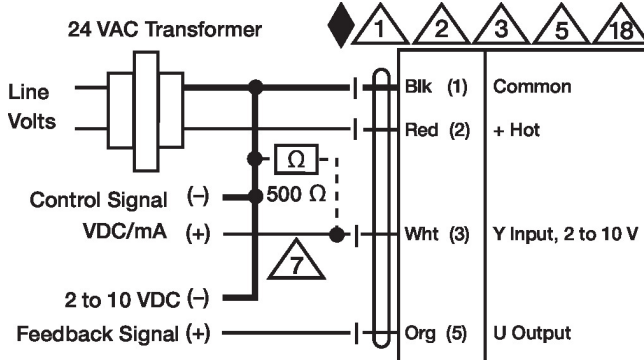 24 VAC Transformer
1 2 3 5 18
Line
Volts
Blk (1) Common
Red (2) + Hot
Ω
500 Ω
Control Signal (-)
VDC/mA (+)
Wht (3) Y Input, 2 to 10 V
7
2 to 10 VDC (-)
Feedback Signal (+)
Org (5) U Output